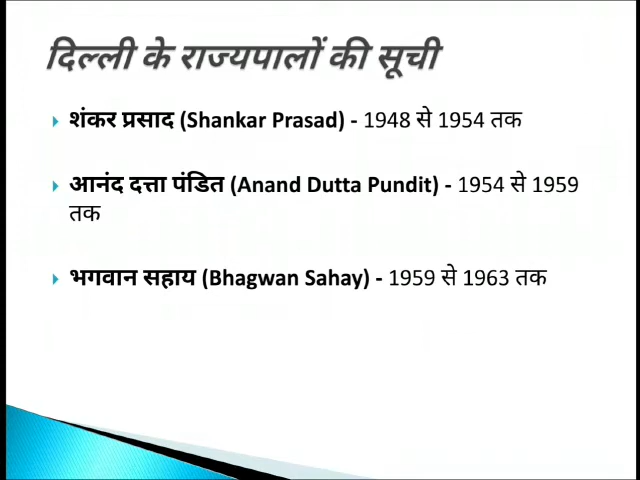 दिल्ली के राज्यपालों की सूची
शंकर प्रसाद (Shankar Prasad) - 1948 से 1954 तक
आनंद दत्ता पंडित (Anand Dutta Pundit) - 1954 से 1959
तक
भगवान सहाय (Bhagwan Sahay) - 1959 से 1963 तक